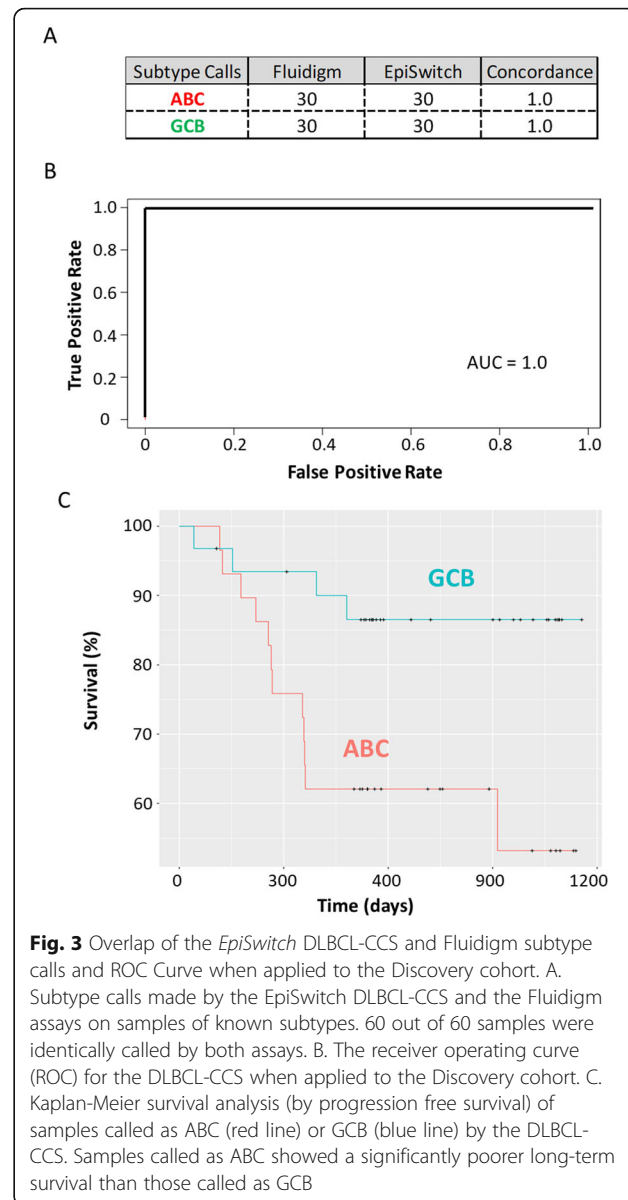 A
Subtype Calls Fluidigm EpiSwitch Concordance
ABC 30 30 1.0
GCB 30 30 1.0
B
1.0
0.8
0.6
0.4
0.2
0
True Positive Rate
AUC = 1.0
0 0.2 0.4 0.6 0.8 1.0
False Positive Rate
C
100
90
80
70
60
Survival (%)
GCB
ABC
0 300 400 900 1200
Time (days)
Fig. 3 Overlap of the EpiSwitch DLBCL-CCS and Fluidigm subtype
calls and ROC Curve when applied to the Discovery cohort. A.
Subtype calls made by the EpiSwitch DLBCL-CCS and the Fluidigm
assays on samples of known subtypes. 60 out of 60 samples were
identically called by both assays. B. The receiver operating curve
(ROC) for the DLBCL-CCS when applied to the Discovery cohort. C.
Kaplan-Meier survival analysis (by progression free survival) of
samples called as ABC (red line) or GCB (blue line) by the DLBCL-
CCS. Samples called as ABC showed a significantly poorer long-term
survival than those called as GCB